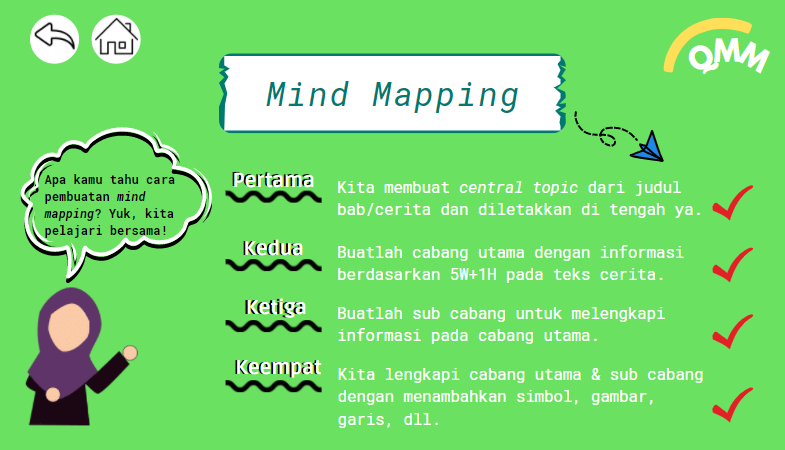 QMM
Mind Mapping
Apa kamu tahu cara
pembuatan mind
mapping? Yuk, kita
pelajari bersama!
Pertama
Kita membuat central topic dari judul
bab/cerita dan diletakkan di tengah ya.
Kedua
Buatlah cabang utama dengan informasi
berdasarkan 5W+1H pada teks cerita.
Ketiga
Buatlah sub cabang untuk melengkapi
informasi pada cabang utama.
Keempat
Kita lengkapi cabang utama & sub cabang
dengan menambahkan simbol, gambar,
garis, dll.